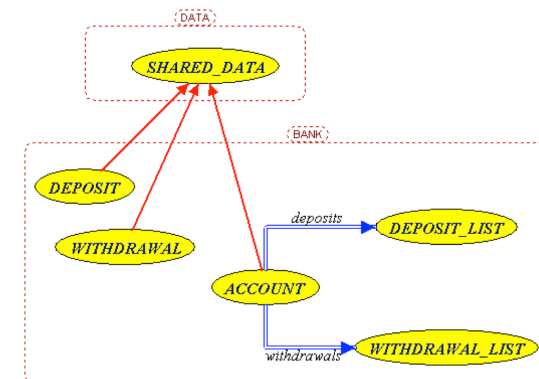 DATA
SHARED_DATA
BANK
DEPOSIT
deposits
DEPOSIT_LIST
WITHDRAWAL
ACCOUNT
withdrawals
WITHDRAWAL_LIST